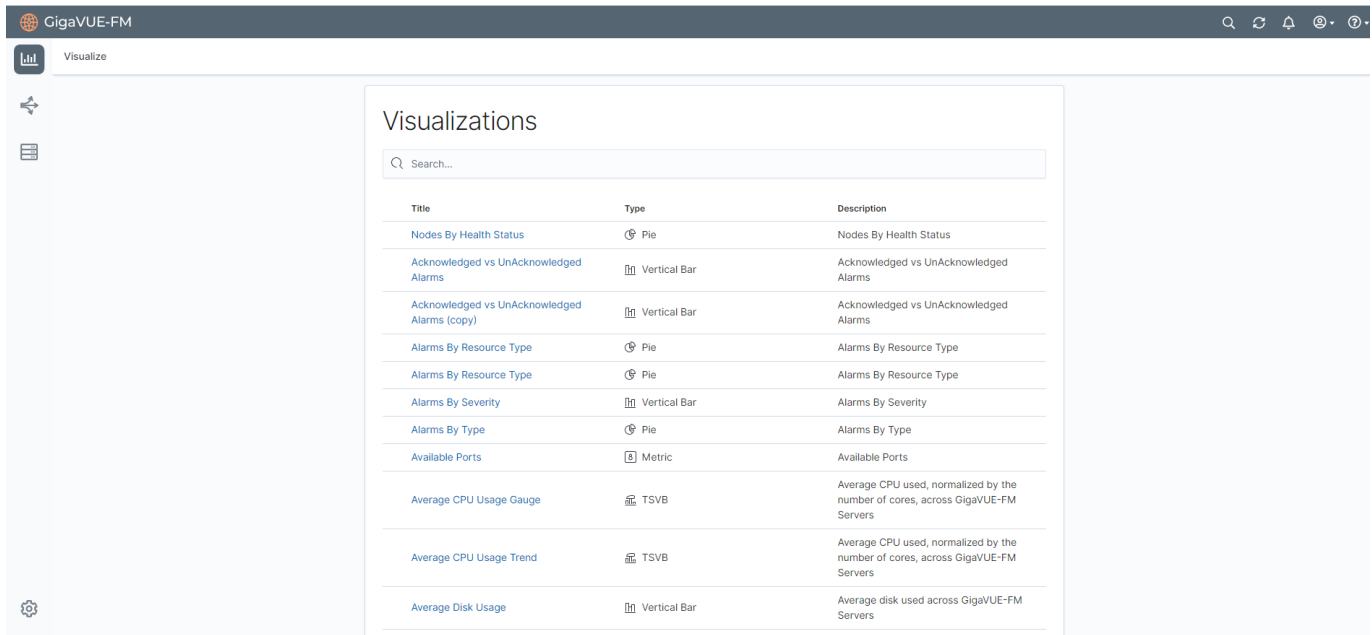 GigaVUE-FM
Visualize
Visualizations
Search...
Title Type Description
Nodes By Health Status Pie Nodes By Health Status
Acknowledged vs UnAcknowledged
Alarms
Vertical Bar
Acknowledged vs UnAcknowledged
Alarms
Acknowledged vs UnAcknowledged
Alarms (copy)
Vertical Bar
Acknowledged vs UnAcknowledged
Alarms
Alarms By Resource Type Pie Alarms By Resource Type
Alarms By Resource Type Pie Alarms By Resource Type
Alarms By Severity Vertical Bar Alarms By Severity
Alarms By Type Pie Alarms By Type
Available Ports 8 Metric Available Ports
Average CPU Usage Gauge TSVB
Average CPU used, normalized by the
number of cores, across GigaVUE-FM
Servers
Average CPU Usage Trend TSVB
Average CPU used, normalized by the
number of cores, across GigaVUE-FM
Servers
Average Disk Usage Vertical Bar
Average disk used across GigaVUE-FM
Servers